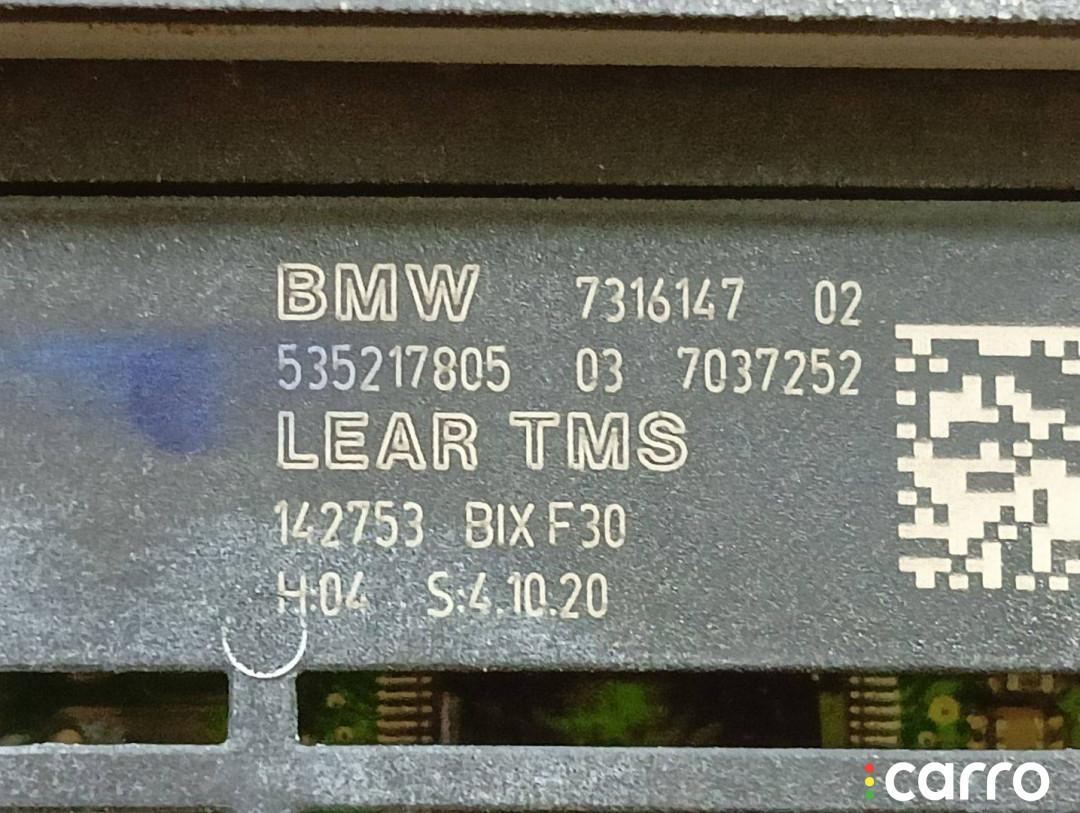 BMW 7316147 02
535217805 03 7037252
LEAR TMS
142753 BIX F30
H:04 S:4.10.20
carro